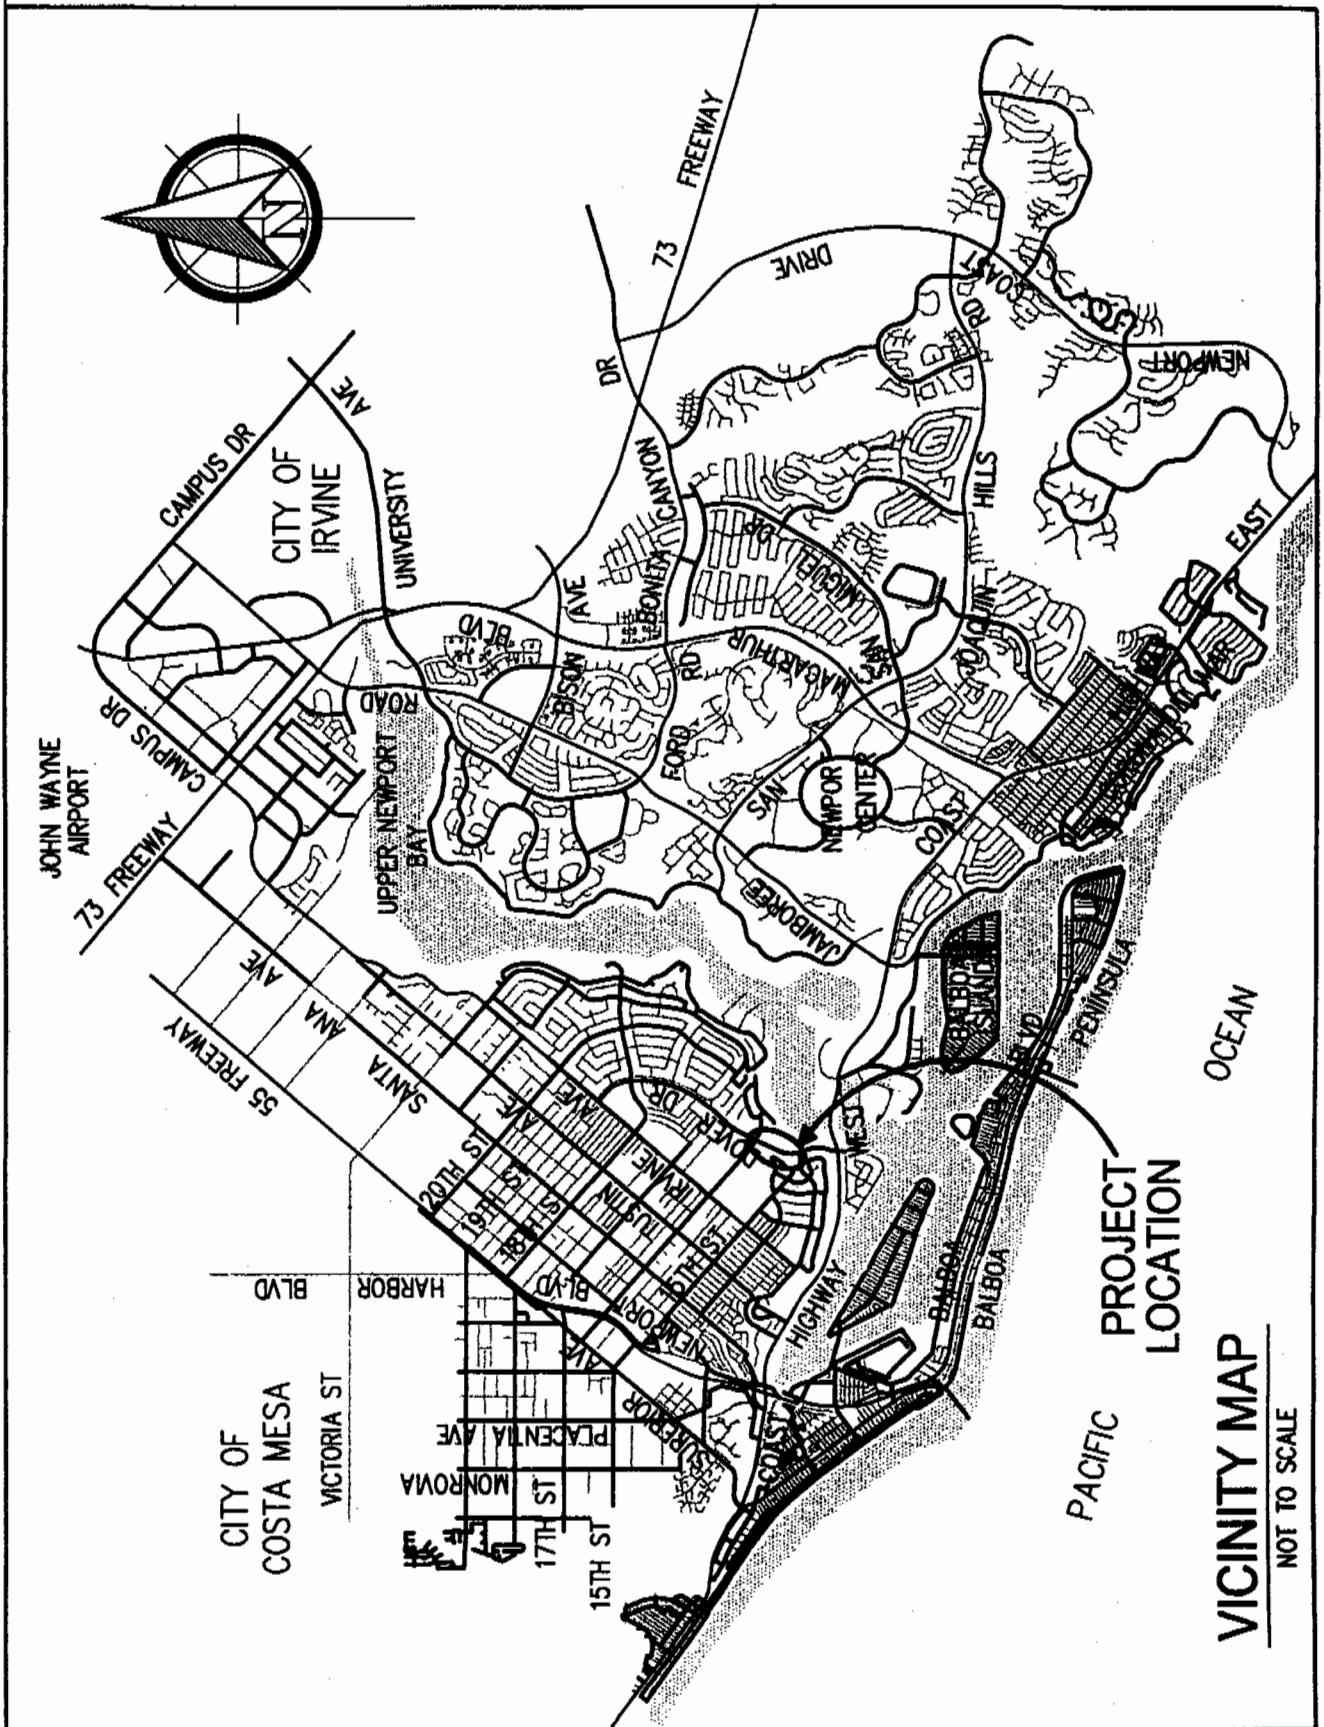 N
JOHN WAYNE
AIRPORT
73 FREEWAY
CAMPUS DR
CAMPUS DR
CITY OF
IRVINE
UNIVERSITY
AVE
73
FREEWAY
55 FREEWAY
SANTA
ANA
AVE
UPPER NEWPORT
BAY
ROAD
BLVD
BISON
AVE
BONITA
CANYON
DR
FORD
RD
MACARTHUR
SAN
MIGUEL
DR
DRIVE
NEWPORT
COAST
SAN
JOAQUIN
HILLS
RD
NEWPORT
CENTER
JAMBOREE
CITY OF
COSTA MESA
VICTORIA ST
HARBOR
BLVD
20TH ST
19TH ST
18TH ST
17TH ST
15TH ST
15TH ST
MONROVIA
PLACENTIA AVE
SUPERIOR
AVE
NEWPORT
BLVD
TUSTIN
AVE
IRVINE
AVE
DOVER
DR
WEST
COAST
HIGHWAY
EAST
COAST
BALBOA
ISLAND
BALBOA
BLVD
BALBOA
PENINSULA
PACIFIC
OCEAN
PROJECT
LOCATION
VICINITY MAP
NOT TO SCALE